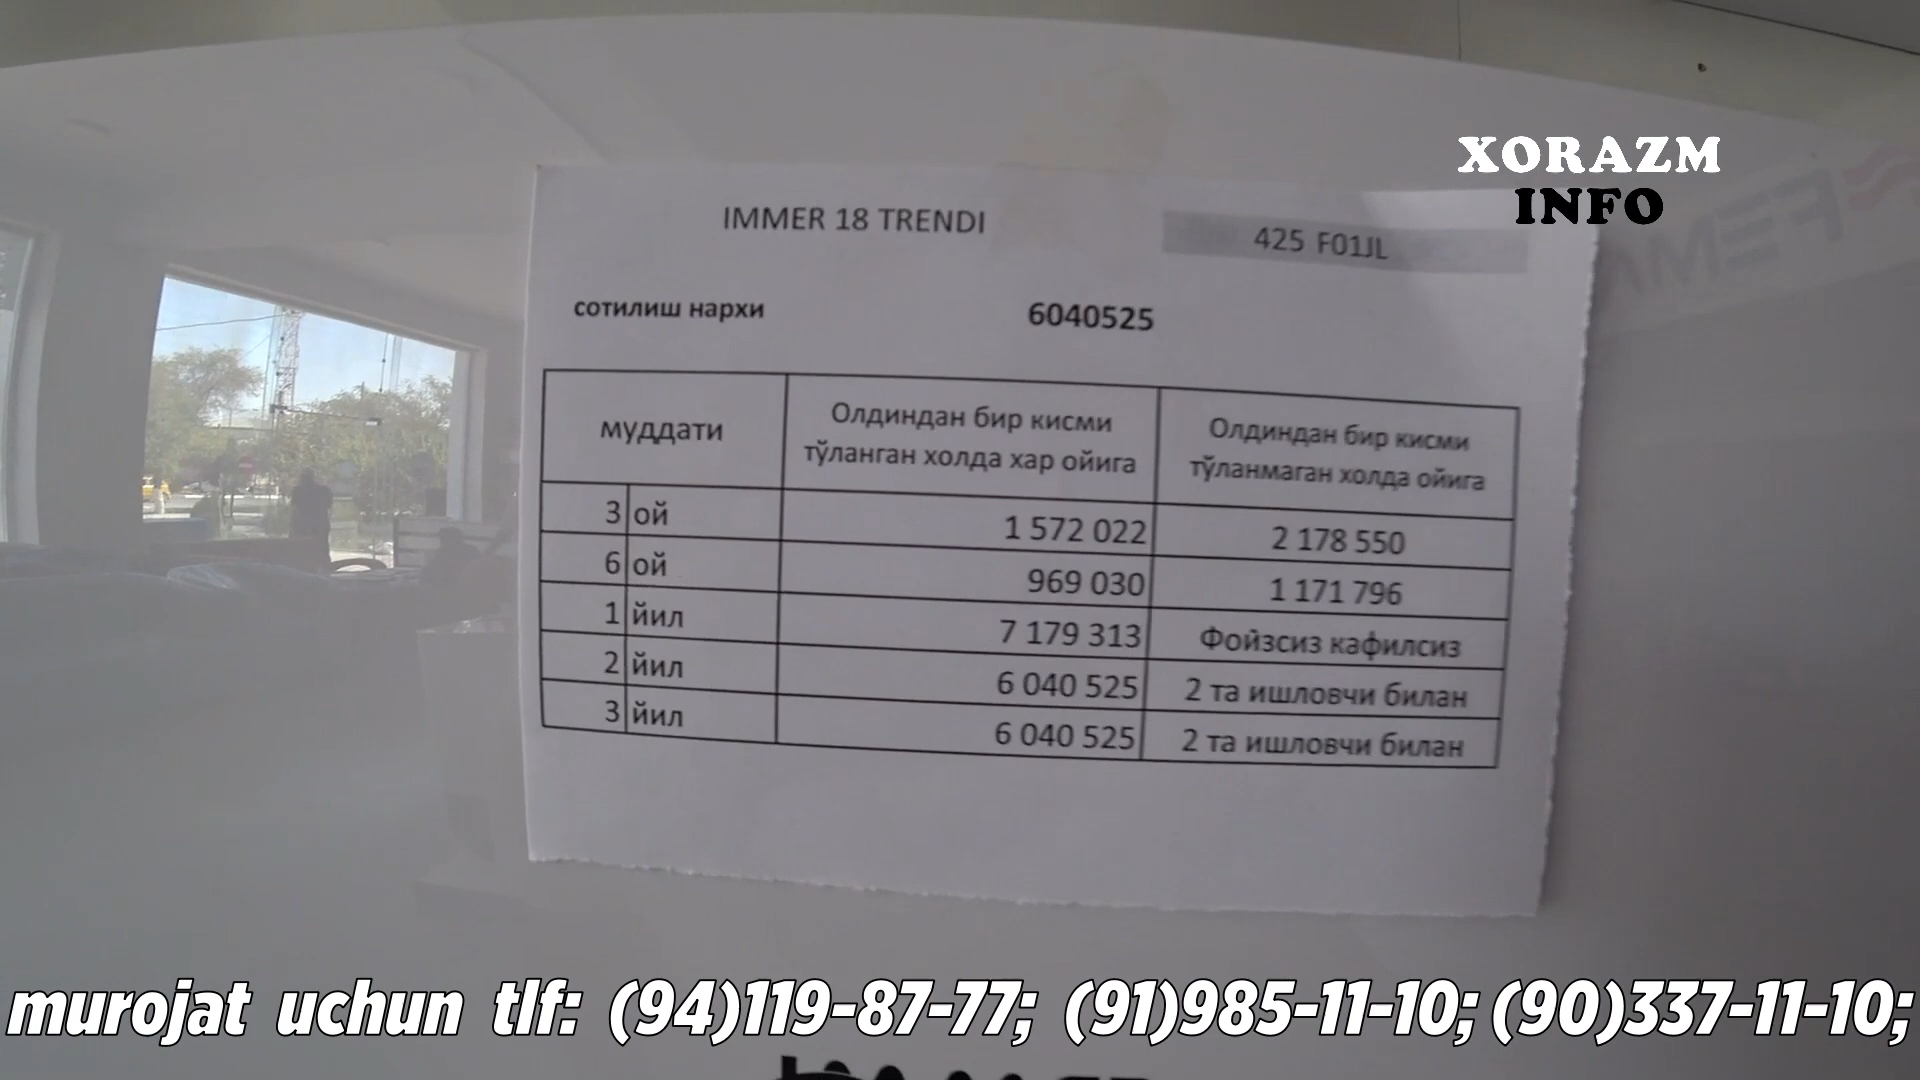 XORAZM
INFO
IMMER 18 TRENDI
425 F01JL
сотилиш нархи 6040525
муддати
Олдиндан бир кисми
тўланган холда хар ойига
Олдиндан бир кисми
тўланмаган холда ойига
3 ой 1 572 022 2 178 550
6 ой 969 030 1 171 796
1 йил 7 179 313 Фойзсиз кафилсиз
2 йил 6 040 525 2 та ишловчи билан
3 йил 6 040 525 2 та ишловчи билан
murojat uchun tlf: (94)119-87-77; (91)985-11-10; (90)337-11-10;